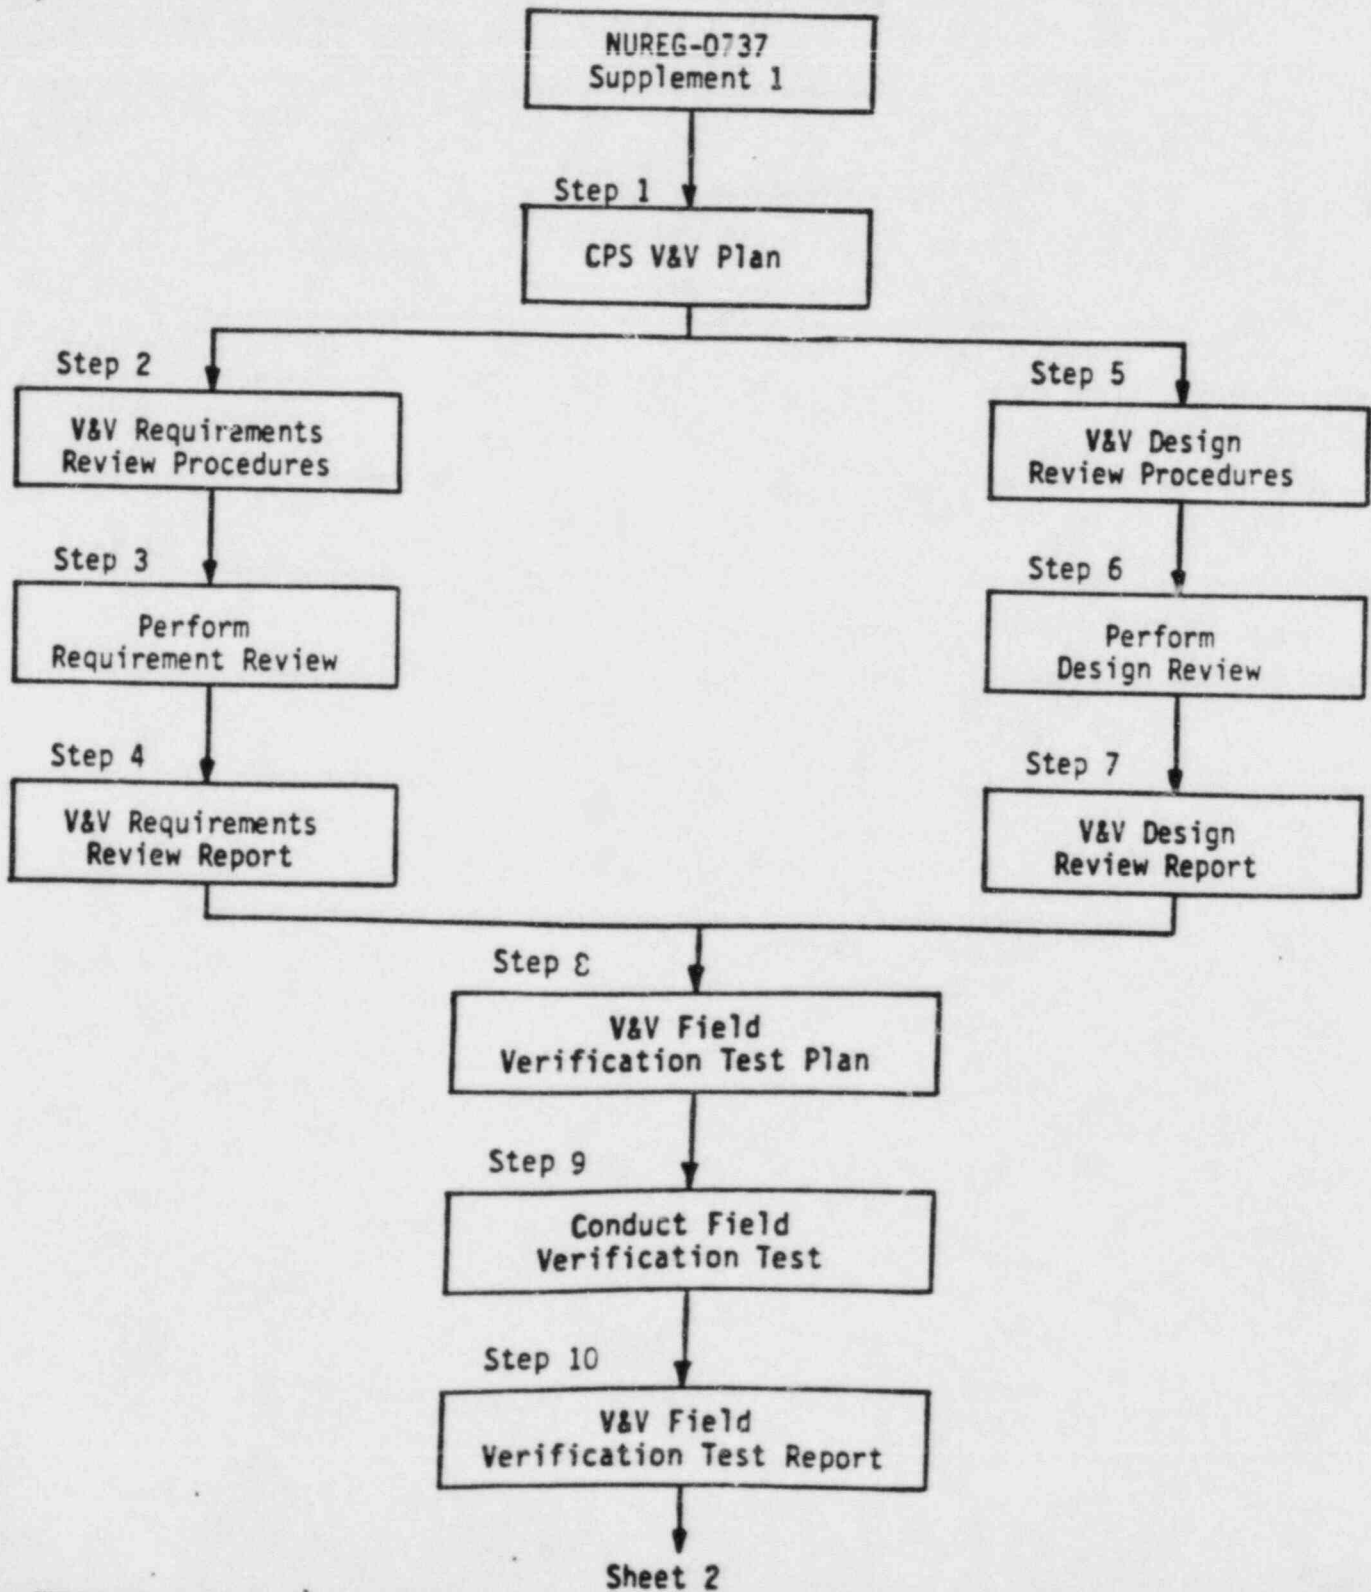 NUREG-0737
Supplement 1
Step 1
CPS V&V Plan
Step 2
V&V Requirements
Review Procedures
Step 3
Perform
Requirement Review
Step 4
V&V Requirements
Review Report
Step 5
V&V Design
Review Procedures
Step 6
Perform
Design Review
Step 7
V&V Design
Review Report
Step 8
V&V Field
Verification Test Plan
Step 9
Conduct Field
Verification Test
Step 10
V&V Field
Verification Test Report
Sheet 2